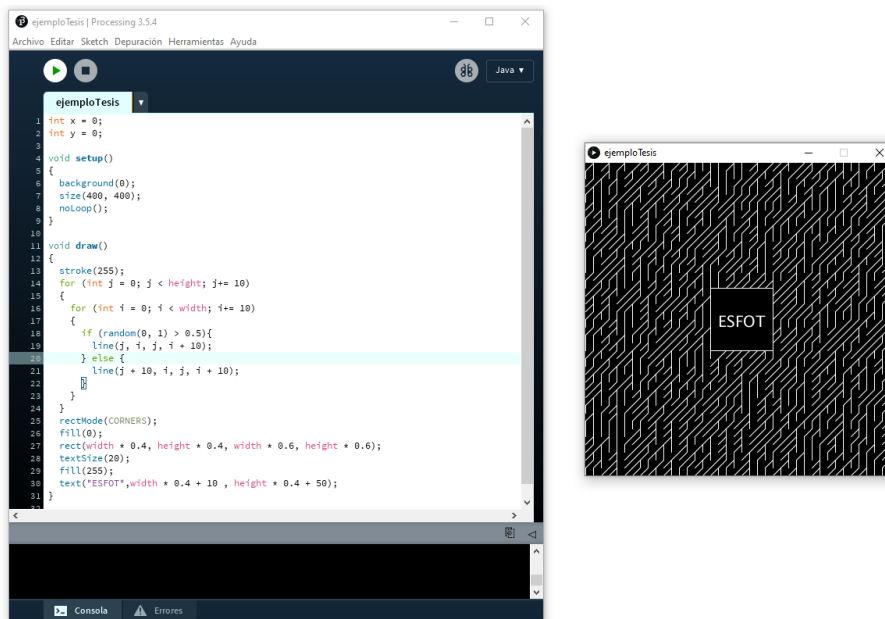 ejemploTesis | Processing 3.5.4
Archivo Editar Sketch Depuración Herramientas Ayuda
Java ▼
ejemploTesis ▼
1 int x = 0;
2 int y = 0;
3
4 void setup()
5 {
6   background(0);
7   size(400, 400);
8   noLoop();
9 }
10
11 void draw()
12 {
13   stroke(255);
14   for (int j = 0; j < height; j+= 10)
15   {
16     for (int i = 0; i < width; i+= 10)
17     {
18       if (random(0, 1) > 0.5){
19         line(j, i, j, i + 10);
20       } else {
21         line(j + 10, i, j, i + 10);
22       }
23     }
24   }
25   rectMode(CORNERS);
26   fill(0);
27   rect(width * 0.4, height * 0.4, width * 0.6, height * 0.6);
28   textSize(20);
29   fill(255);
30   text("ESFOT",width * 0.4 + 10 , height * 0.4 + 50);
31 }
32
Consola Errores
ejemploTesis
ESFOT